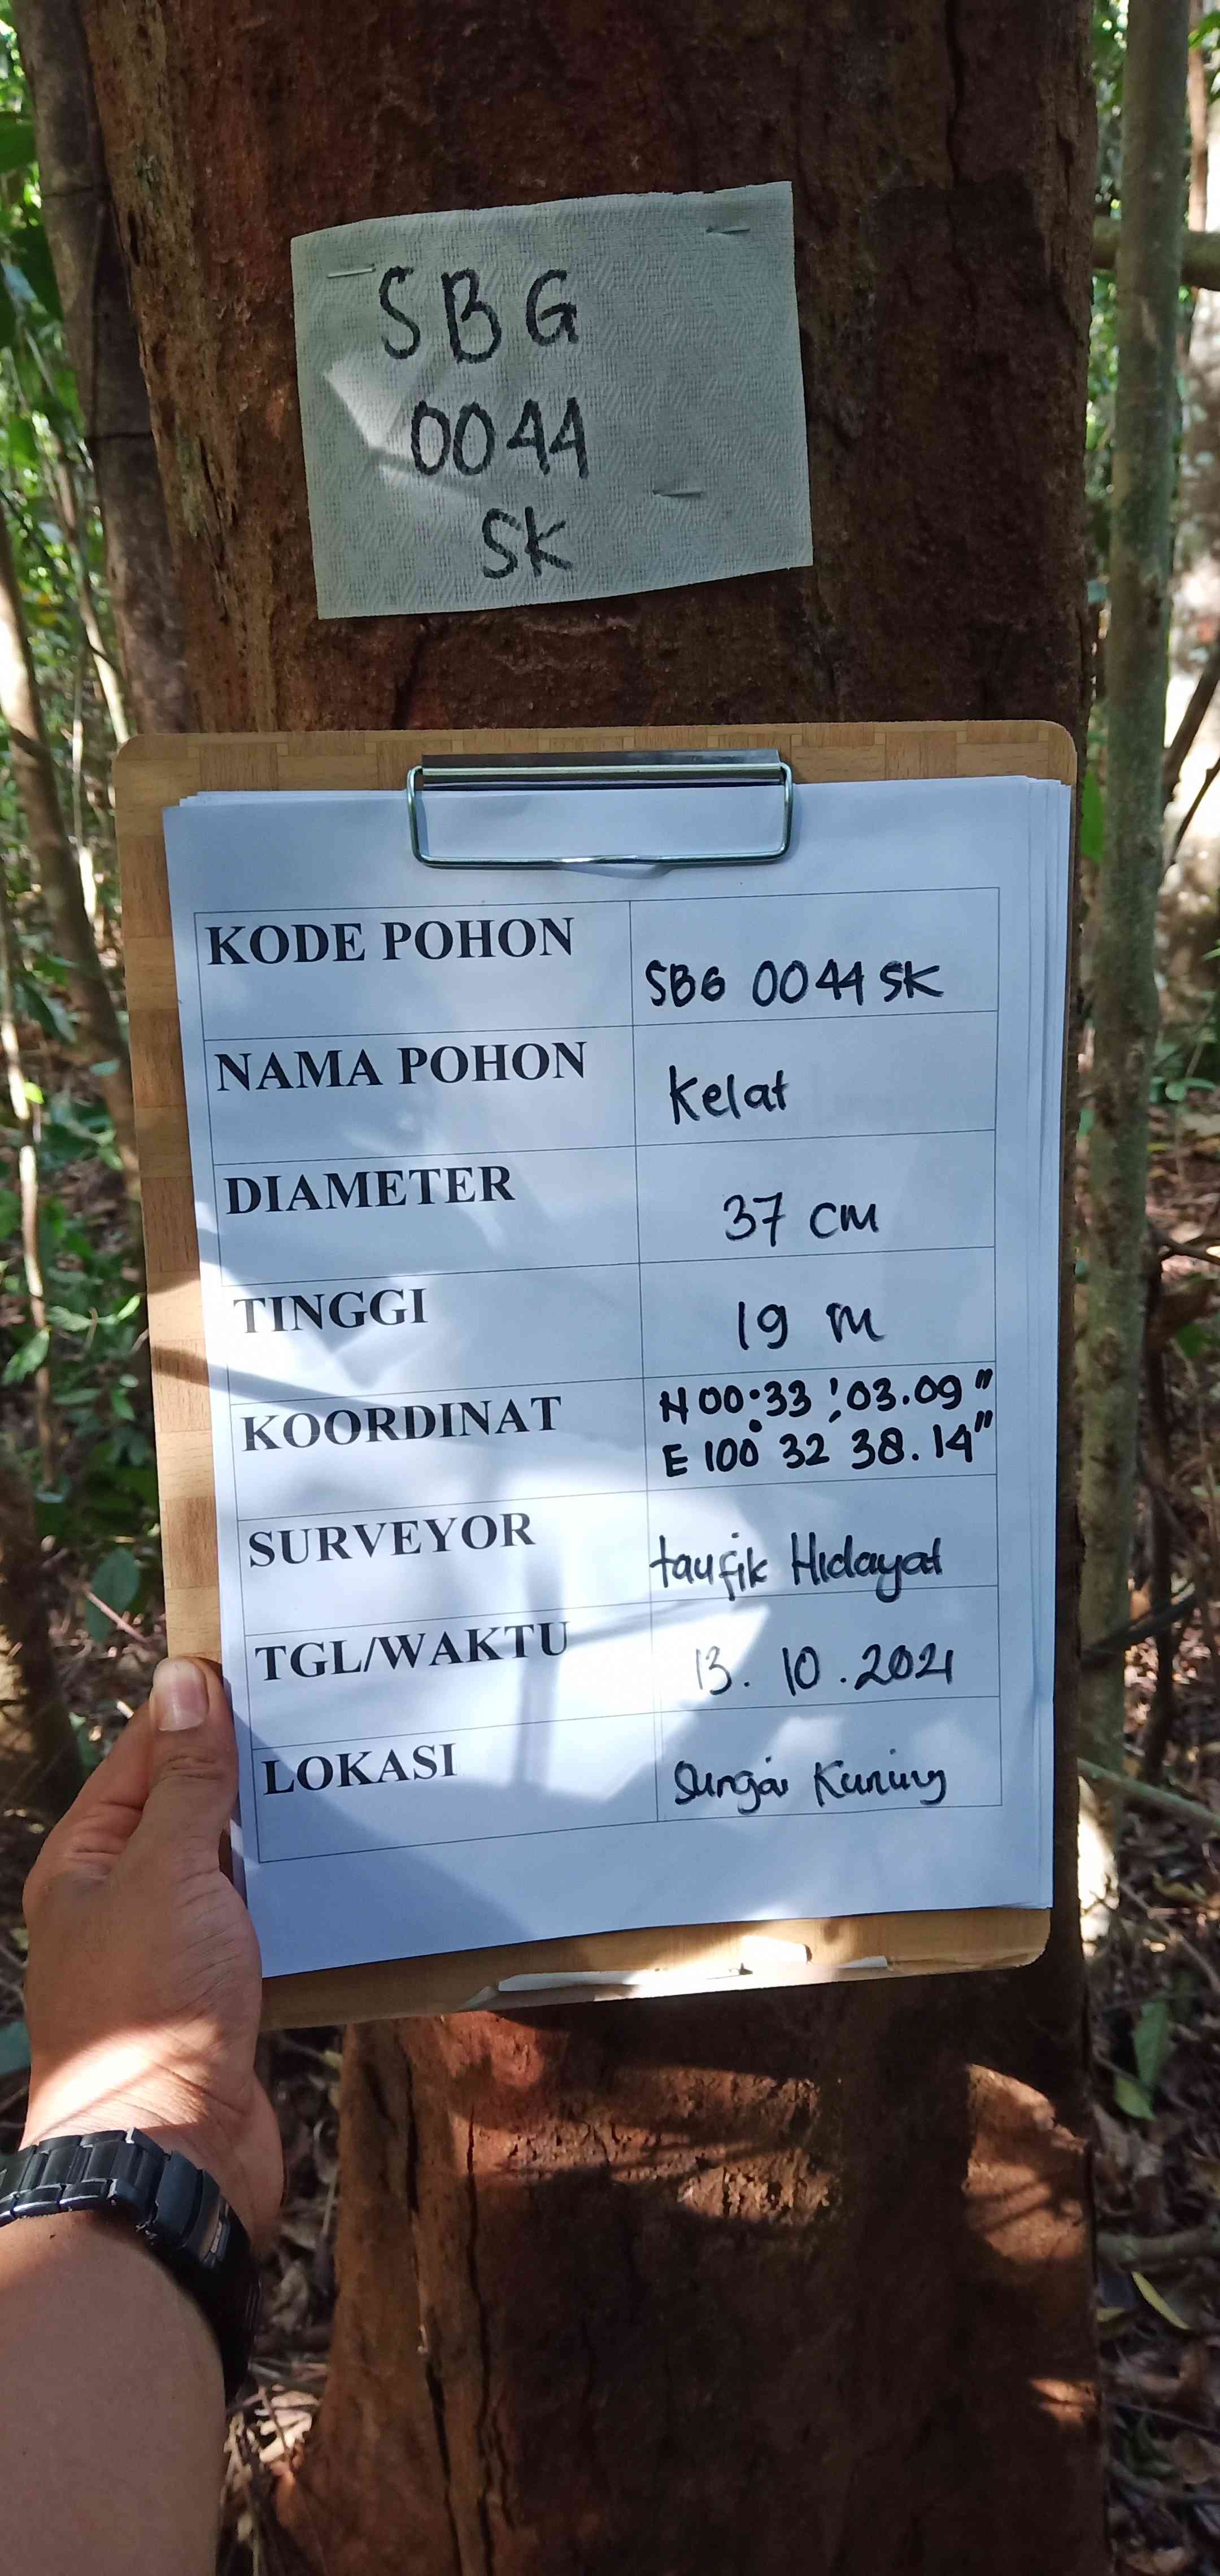 SBG
0044
SK
KODE POHON SBG 0044 SK
NAMA POHON Kelat
DIAMETER 37 cm
TINGGI 19 m
KOORDINAT N 00°33 '03.09"
E 100° 32 ' 38.14"
SURVEYOR taufik Hidayat
TGL/WAKTU 13. 10 . 2021
LOKASI Sungai Kuning